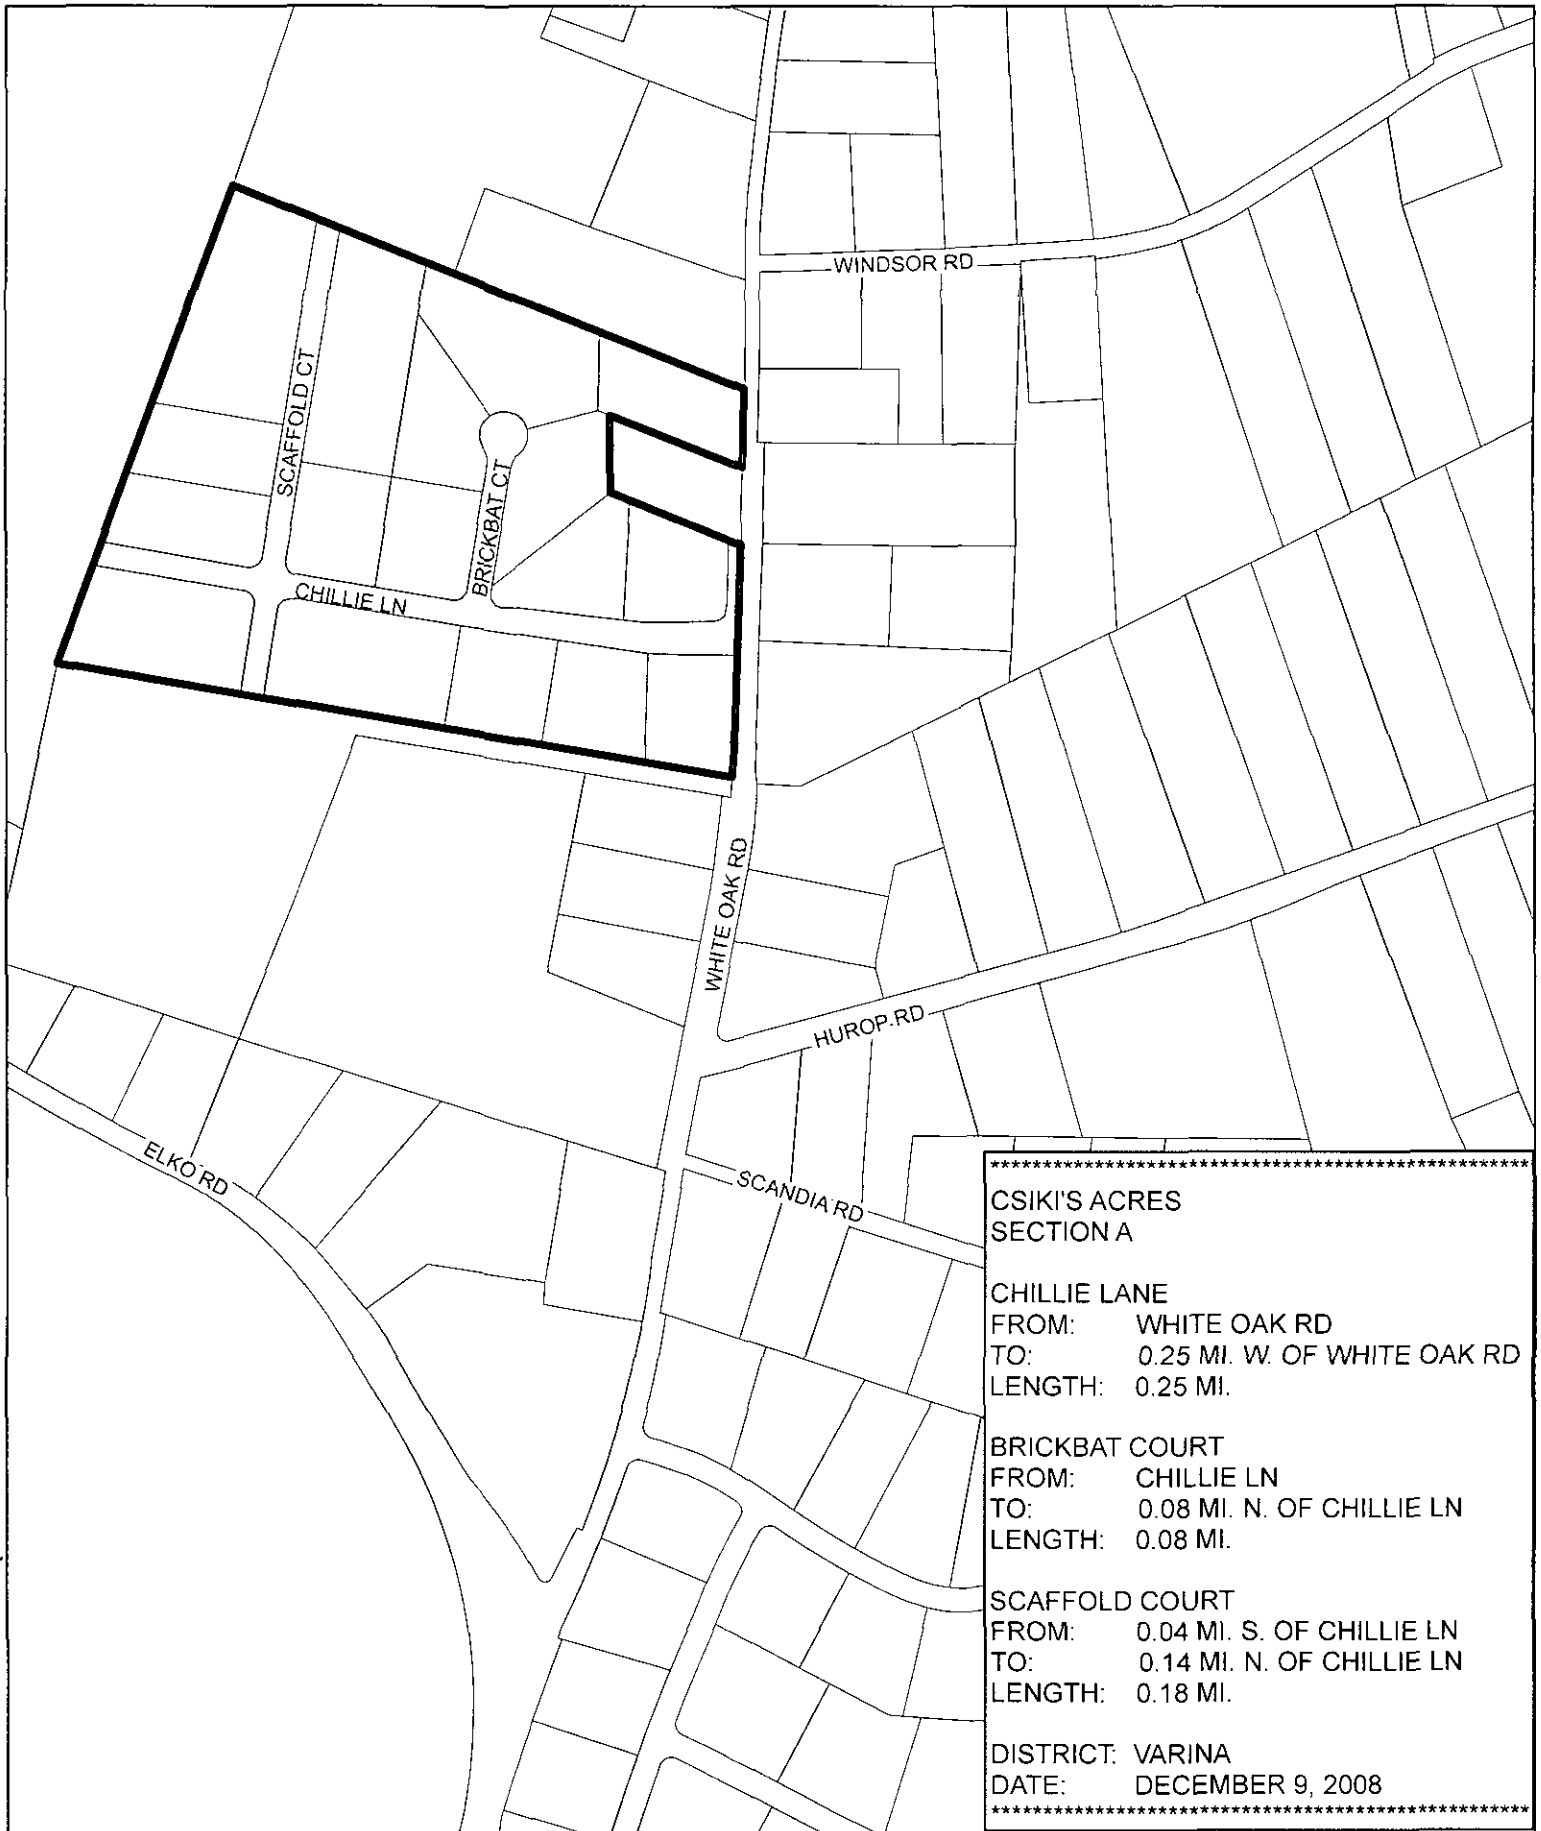 WINDSOR RD
SCAFFOLD CT
BRICKBAT CT
CHILLIE LN
WHITE OAK RD
HUROP RD
ELKO RD
SCANDIA RD
*****************************************************
CSIKI'S ACRES
SECTION A
CHILLIE LANE
FROM: WHITE OAK RD
TO: 0.25 MI. W. OF WHITE OAK RD
LENGTH: 0.25 MI.
BRICKBAT COURT
FROM: CHILLIE LN
TO: 0.08 MI. N. OF CHILLIE LN
LENGTH: 0.08 MI.
SCAFFOLD COURT
FROM: 0.04 MI. S. OF CHILLIE LN
TO: 0.14 MI. N. OF CHILLIE LN
LENGTH: 0.18 MI.
DISTRICT: VARINA
DATE: DECEMBER 9, 2008
*****************************************************